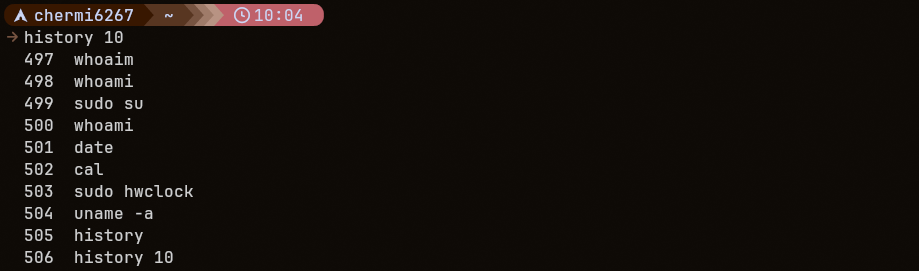 chermi6267 ~ 10:04
history 10
497 whoaim
498 whoami
499 sudo su
500 whoami
501 date
502 cal
503 sudo hwclock
504 uname -a
505 history
506 history 10